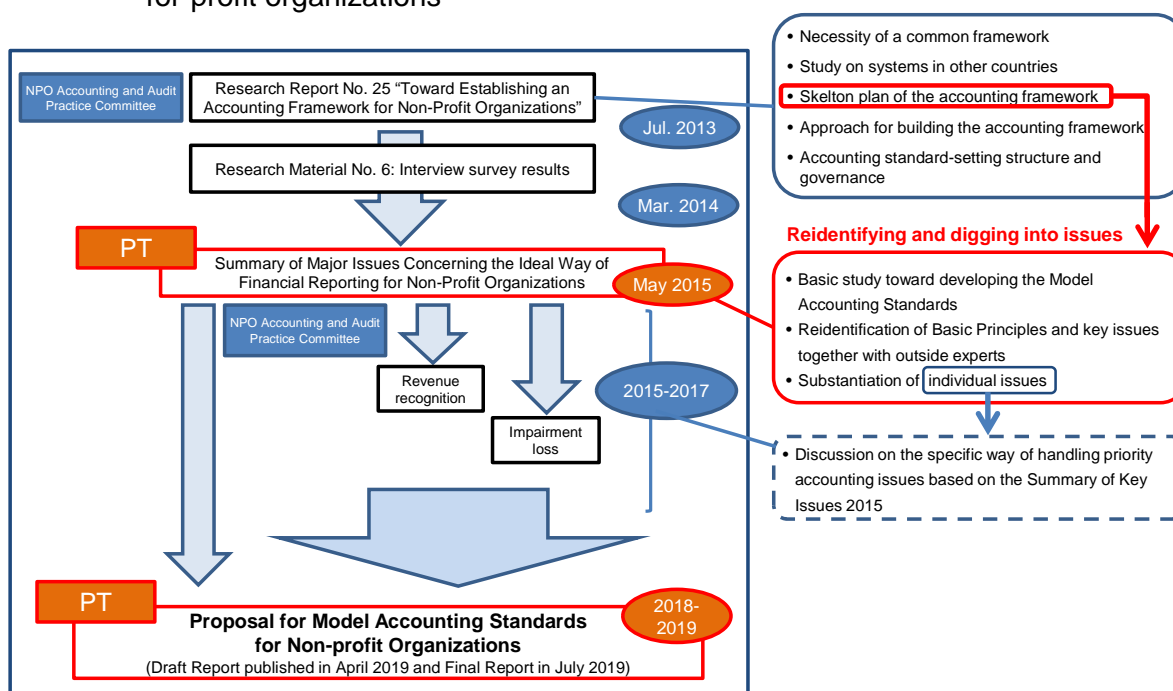 for-profit organizations
NPO Accounting and Audit
Practice Committee
Research Report No. 25 “Toward Establishing an
Accounting Framework for Non-Profit Organizations”
Jul. 2013
Research Material No. 6: Interview survey results
Mar. 2014
PT
Summary of Major Issues Concerning the Ideal Way of
Financial Reporting for Non-Profit Organizations
May 2015
NPO Accounting and Audit
Practice Committee
Revenue
recognition
Impairment
loss
2015-2017
PT
Proposal for Model Accounting Standards
for Non-profit Organizations
(Draft Report published in April 2019 and Final Report in July 2019)
2018-
2019
• Necessity of a common framework
• Study on systems in other countries
• Skelton plan of the accounting framework
• Approach for building the accounting framework
• Accounting standard-setting structure and
governance
Reidentifying and digging into issues
• Basic study toward developing the Model
Accounting Standards
• Reidentification of Basic Principles and key issues
together with outside experts
• Substantiation of individual issues
• Discussion on the specific way of handling priority
accounting issues based on the Summary of Key
Issues 2015